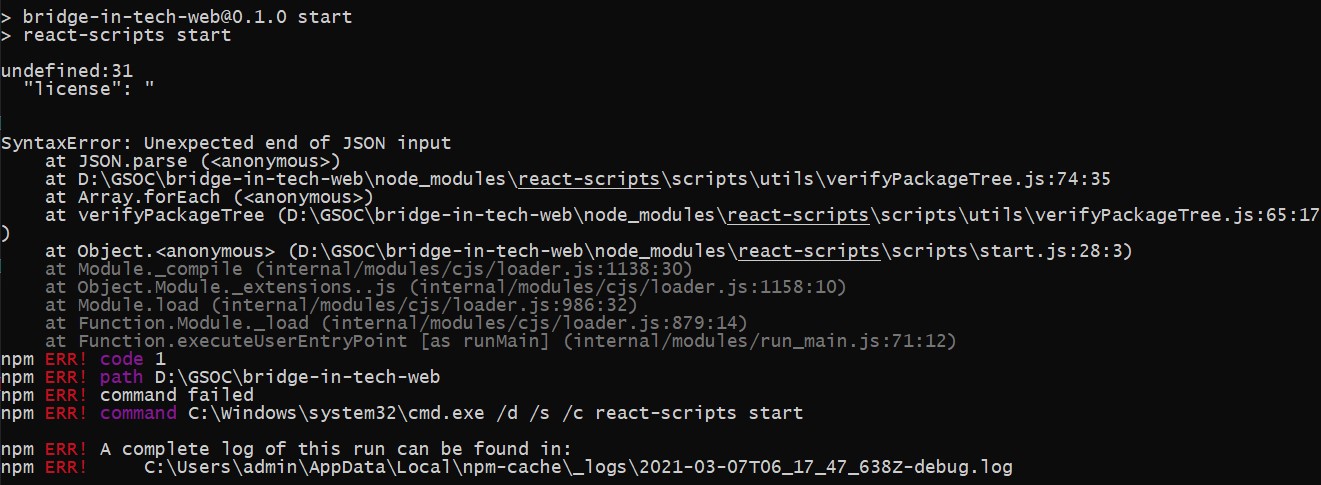 > bridge-in-tech-web@0.1.0 start
> react-scripts start
undefined:31
  "license": "
SyntaxError: Unexpected end of JSON input
    at JSON.parse (<anonymous>)
    at D:\GSOC\bridge-in-tech-web\node_modules\react-scripts\scripts\utils\verifyPackageTree.js:74:35
    at Array.forEach (<anonymous>)
    at verifyPackageTree (D:\GSOC\bridge-in-tech-web\node_modules\react-scripts\scripts\utils\verifyPackageTree.js:65:17
)
    at Object.<anonymous> (D:\GSOC\bridge-in-tech-web\node_modules\react-scripts\scripts\start.js:28:3)
    at Module._compile (internal/modules/cjs/loader.js:1138:30)
    at Object.Module._extensions..js (internal/modules/cjs/loader.js:1158:10)
    at Module.load (internal/modules/cjs/loader.js:986:32)
    at Function.Module._load (internal/modules/cjs/loader.js:879:14)
    at Function.executeUserEntryPoint [as runMain] (internal/modules/run_main.js:71:12)
npm ERR! code 1
npm ERR! path D:\GSOC\bridge-in-tech-web
npm ERR! command failed
npm ERR! command C:\Windows\system32\cmd.exe /d /s /c react-scripts start
npm ERR! A complete log of this run can be found in:
npm ERR!     C:\Users\admin\AppData\Local\npm-cache\_logs\2021-03-07T06_17_47_638Z-debug.log